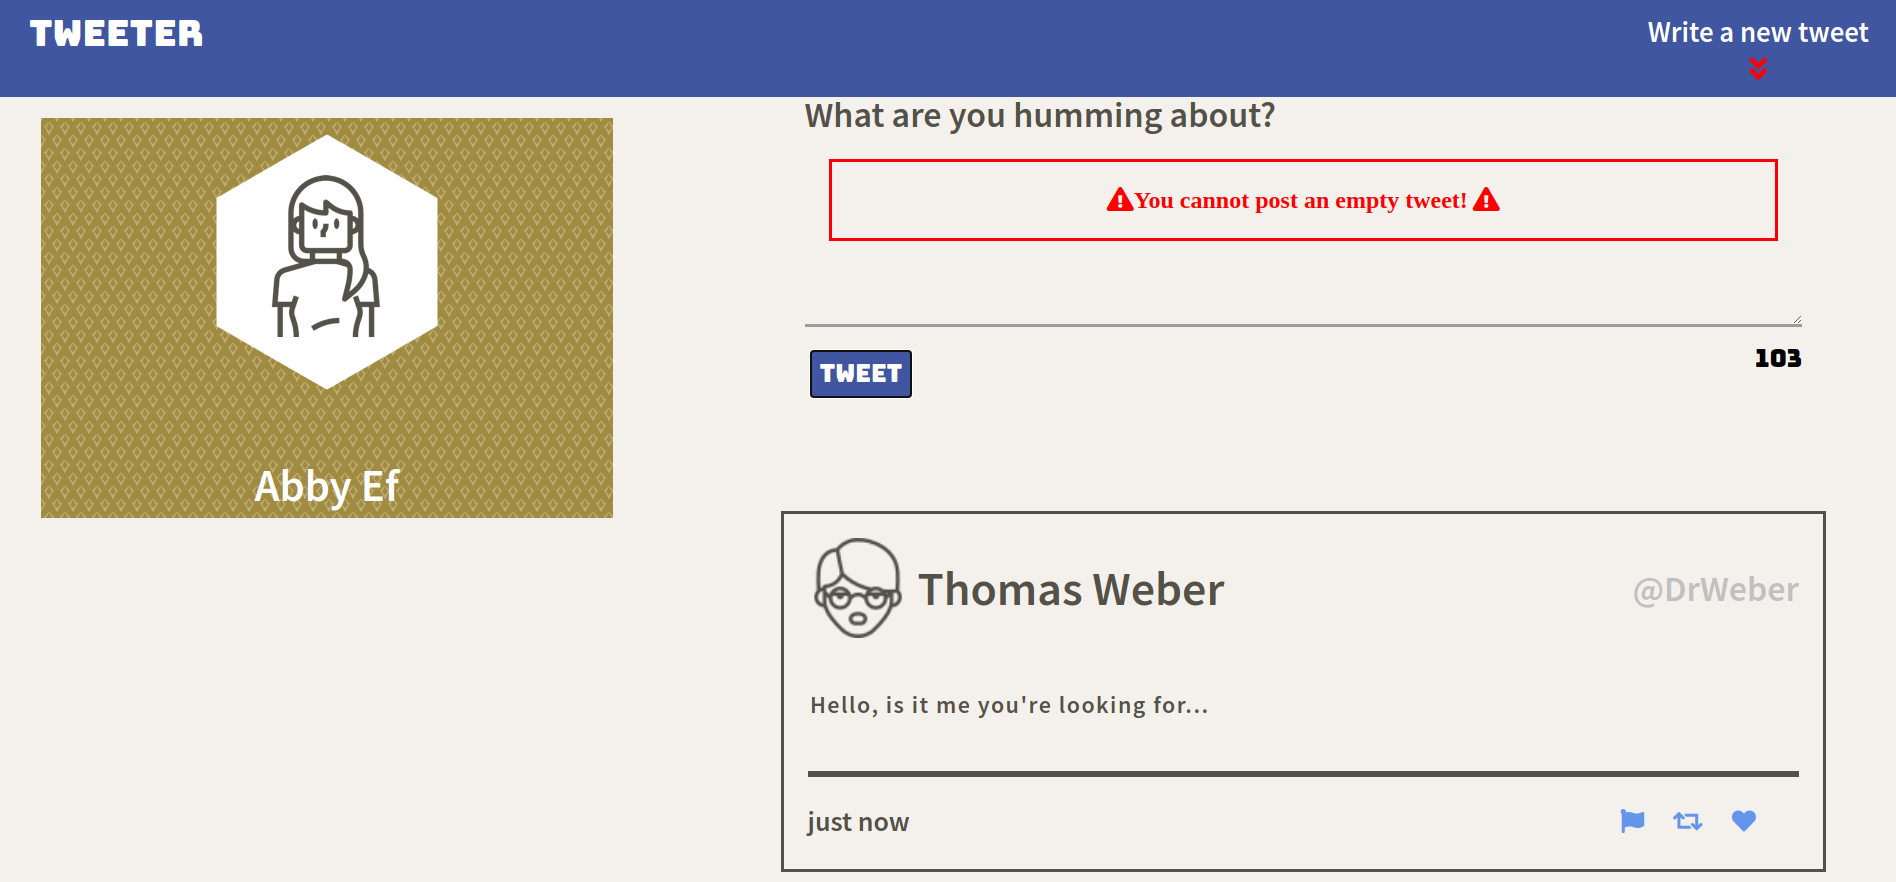 TWEETER
Write a new tweet
What are you humming about?
You cannot post an empty tweet!
TWEET
103
Abby Ef
Thomas Weber
@DrWeber
Hello, is it me you're looking for...
just now